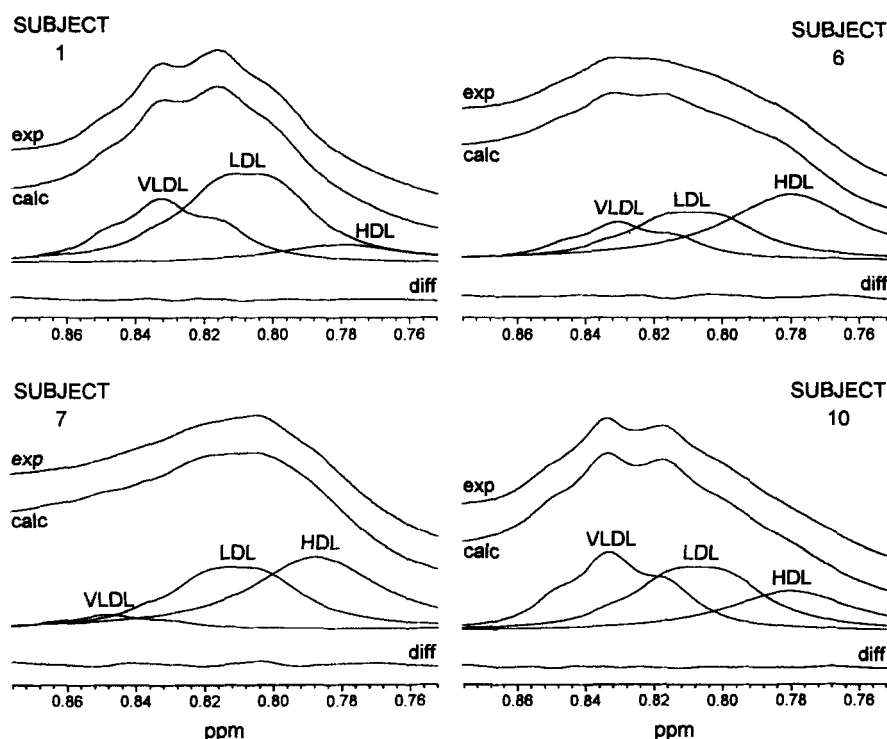 SUBJECT
1
exp
calc
VLDL
LDL
HDL
diff
0.86 0.84 0.82 0.80 0.78 0.76
SUBJECT
6
exp
calc
VLDL
LDL
HDL
diff
0.86 0.84 0.82 0.80 0.78 0.76
SUBJECT
7
exp
calc
VLDL
LDL
HDL
diff
0.86 0.84 0.82 0.80 0.78 0.76
ppm
SUBJECT
10
exp
calc
VLDL
LDL
HDL
diff
0.86 0.84 0.82 0.80 0.78 0.76
ppm